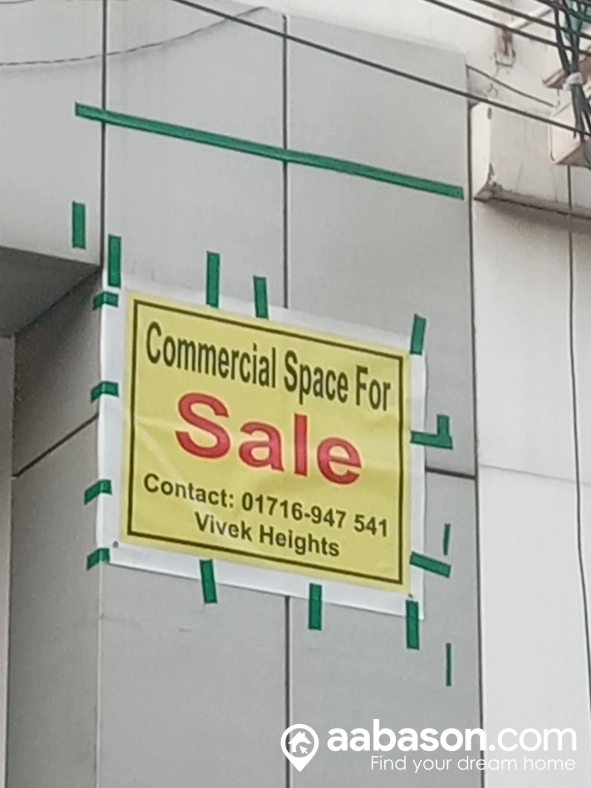 Commercial Space For
Sale
Contact: 01716-947 541
Vivek Heights
aabason.com
Find your dream home